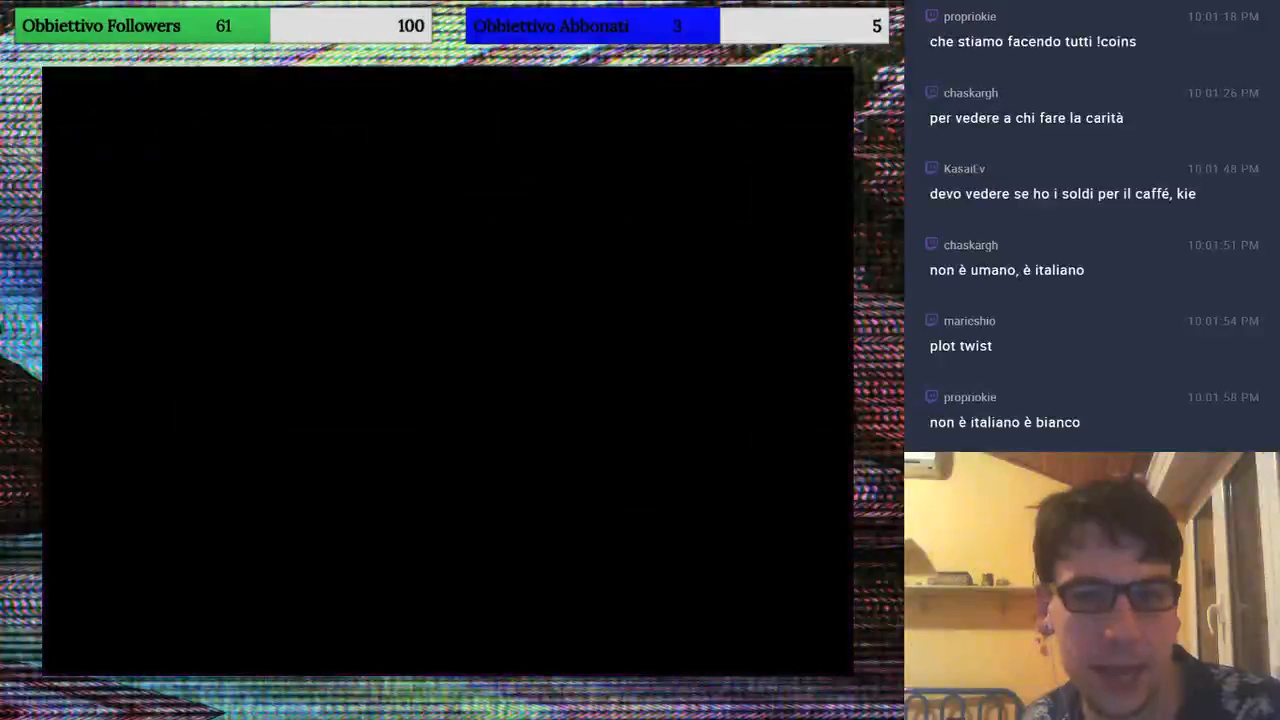 Obbiettivo Followers 61 100
Obbiettivo Abbonati 3 5
propriokie 10:01:18 PM
che stiamo facendo tutti !coins
chaskargh 10:01:26 PM
per vedere a chi fare la carità
KasaiEv 10:01:48 PM
devo vedere se ho i soldi per il caffé, kie
chaskargh 10:01:51 PM
non è umano, è italiano
marieshio 10:01:54 PM
plot twist
propriokie 10:01:58 PM
non è italiano è bianco